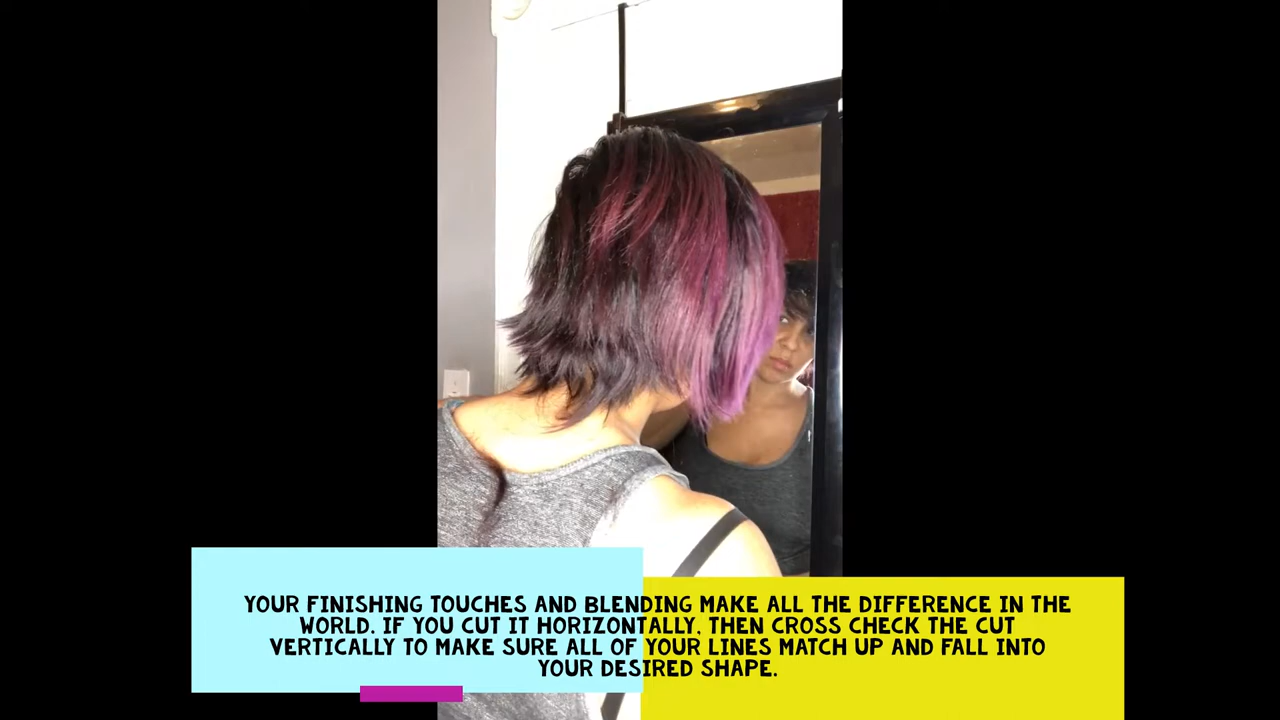 YOUR FINISHING TOUCHES AND BLENDING MAKE ALL THE DIFFERENCE IN THE
WORLD. IF YOU CUT IT HORIZONTALLY, THEN CROSS CHECK THE CUT
VERTICALLY TO MAKE SURE ALL OF YOUR LINES MATCH UP AND FALL INTO
YOUR DESIRED SHAPE.